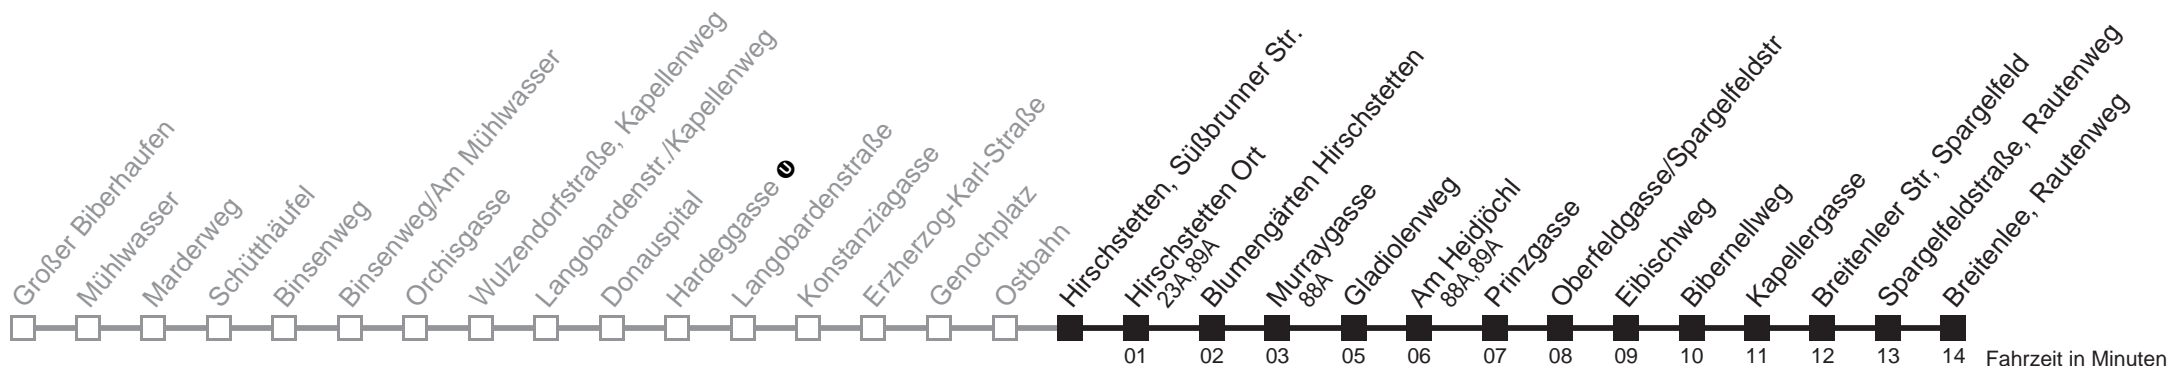 Großer Biberhaufen
Mühlwasser
Marderweg
Schütthäufel
Binsenweg
Binsenweg/Am Mühlwasser
Orchisgasse
Wulzendorfstraße, Kapellenweg
Langobardenstr./Kapellenweg
Donauspital
Hardeggasse U
Langobardenstraße
Konstanziagasse
Erzherzog-Karl-Straße
Genochplatz
Ostbahn
Hirschstetten, Süßbrunner Str.
Hirschstetten Ort
23A, 89A
Blumengärten Hirschstetten
Murraygasse
88A
Gladiolenweg
Am Heidjöchl
88A, 89A
Prinzgasse
Oberfeldgasse/Spargelfeldstr
Eibischweg
Bibernellweg
Kapellergasse
Breitenleer Str, Spargelfeld
Spargelfeldstraße, Rautenweg
Breitenlee, Rautenweg
01 02 03 05 06 07 08 09 10 11 12 13 14 Fahrzeit in Minuten